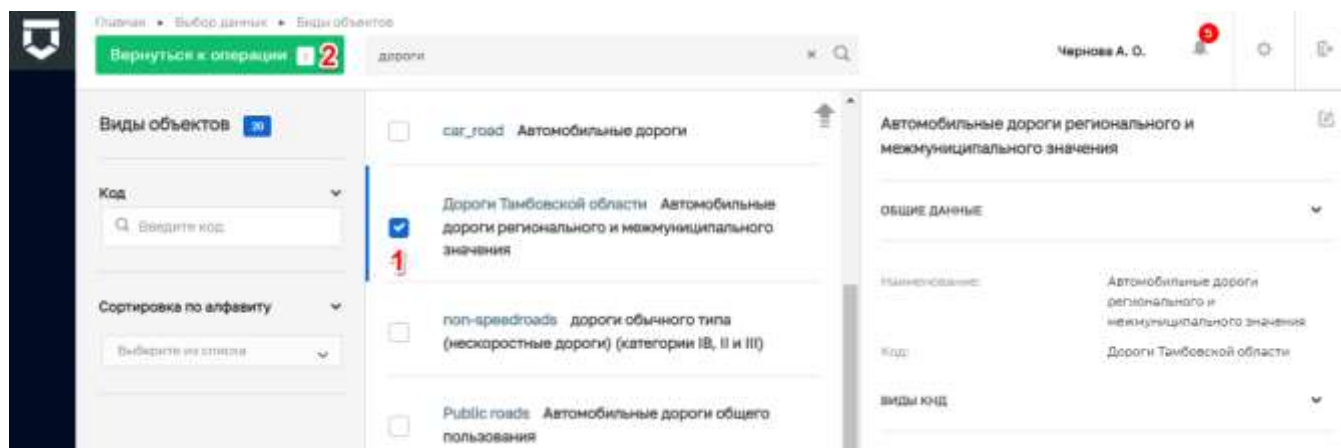 Главная • Выбор данных • Виды объектов
Вернуться к операции 1 2
дороги
Чернова А. О.
5
Виды объектов 20
Код
Введите код
Сортировка по алфавиту
Выберите из списка
car_road Автомобильные дороги
Дороги Тамбовской области Автомобильные
дороги регионального и межмуниципального
значения
1
non-speedroads дороги обычного типа
(нескоростные дороги) (категории IB, II и III)
Public roads Автомобильные дороги общего
пользования
Автомобильные дороги регионального и
межмуниципального значения
ОБЩИЕ ДАННЫЕ
Наименование:
Автомобильные дороги
регионального и
межмуниципального значения
Код:
Дороги Тамбовской области
ВИДЫ КНД